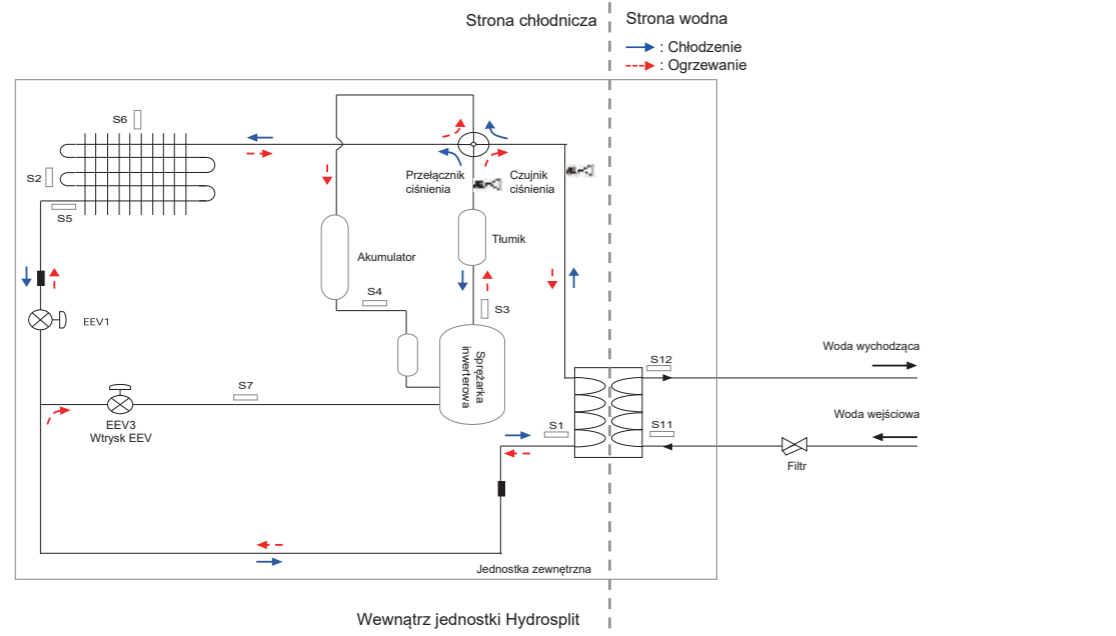 Strona chłodnicza
Strona wodna
: Chłodzenie
: Ogrzewanie
S6
S2
S5
Przełącznik
ciśnienia
Czujnik
ciśnienia
Tłumik
Akumulator
S4
S3
EEV1
Sprężarka
inwerterowa
Woda wychodząca
S12
S7
EEV3
Wtrysk EEV
S1
S11
Woda wejściowa
Filtr
Jednostka zewnętrzna
Wewnątrz jednostki Hydrosplit